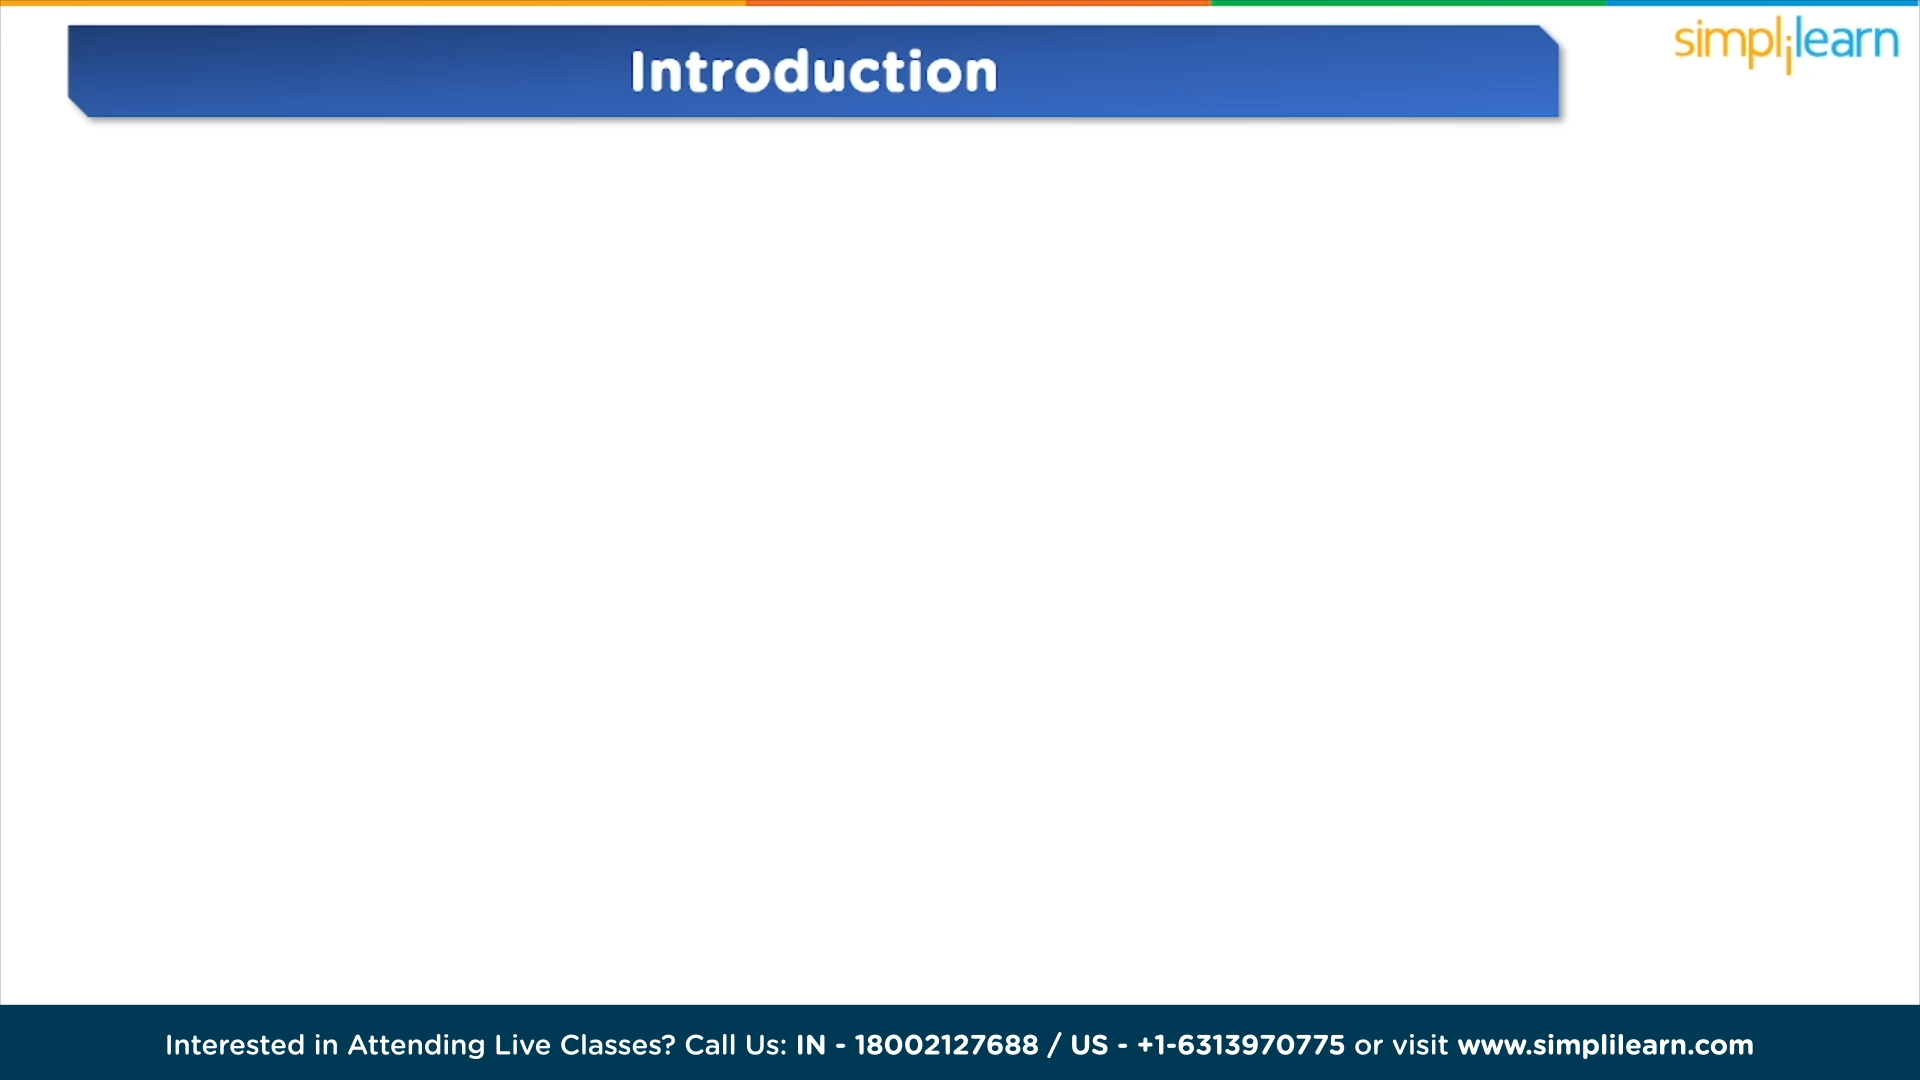 Introduction
simplilearn
Interested in Attending Live Classes? Call Us: IN - 18002127688 / US - +1-6313970775 or visit www.simplilearn.com